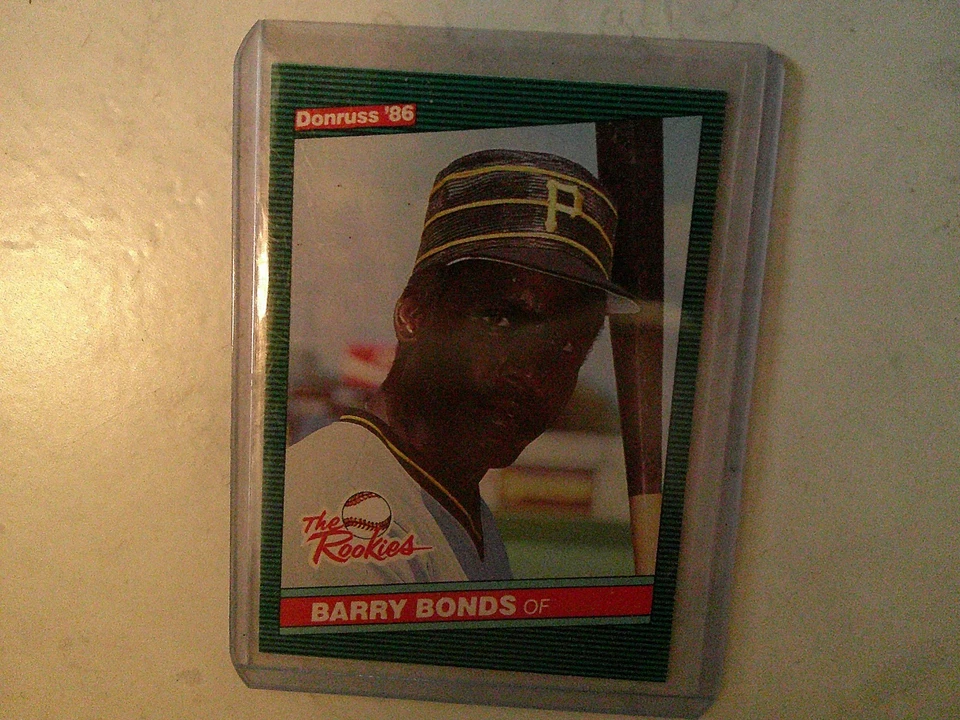 Donruss '86
P
The
Rookies
BARRY BONDS OF